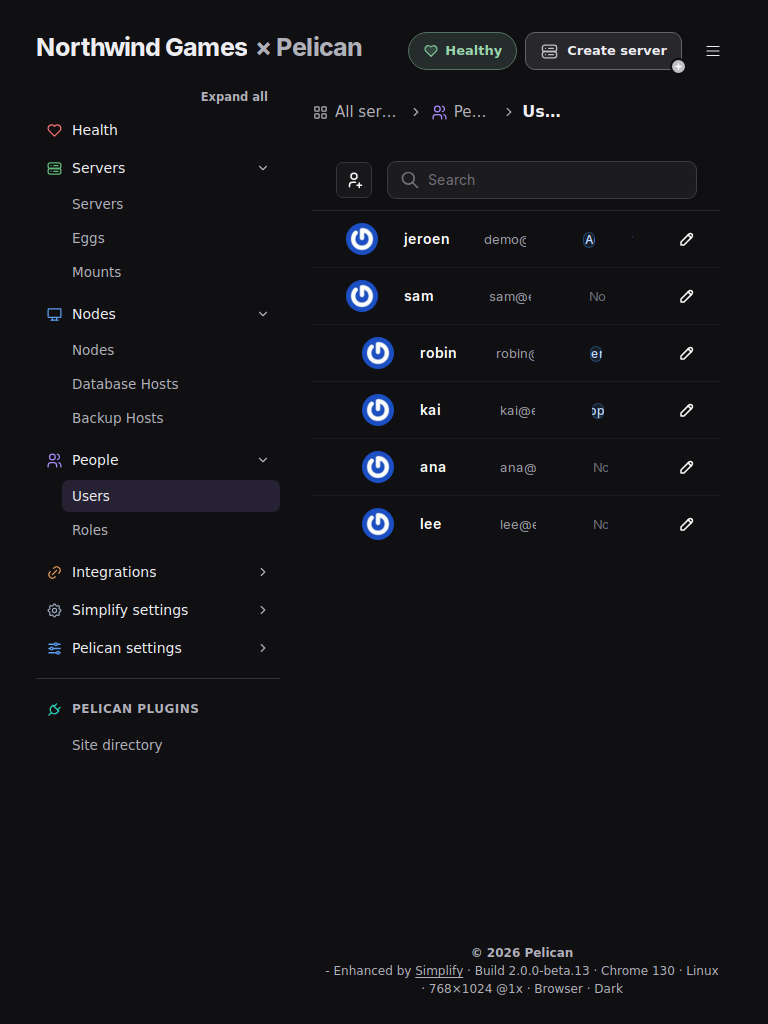 Northwind Games × Pelican
Healthy
Create server
Expand all
All ser...
Pe...
Us...
Health
Servers
Servers
Eggs
Mounts
Nodes
Nodes
Database Hosts
Backup Hosts
People
Users
Roles
Integrations
Simplify settings
Pelican settings
PELICAN PLUGINS
Site directory
Search
jeroen demo@ A
sam sam@e No
robin robin@ er
kai kai@e op
ana ana@ No
lee lee@e No
© 2026 Pelican
- Enhanced by Simplify · Build 2.0.0-beta.13 · Chrome 130 · Linux
· 768×1024 @1x · Browser · Dark